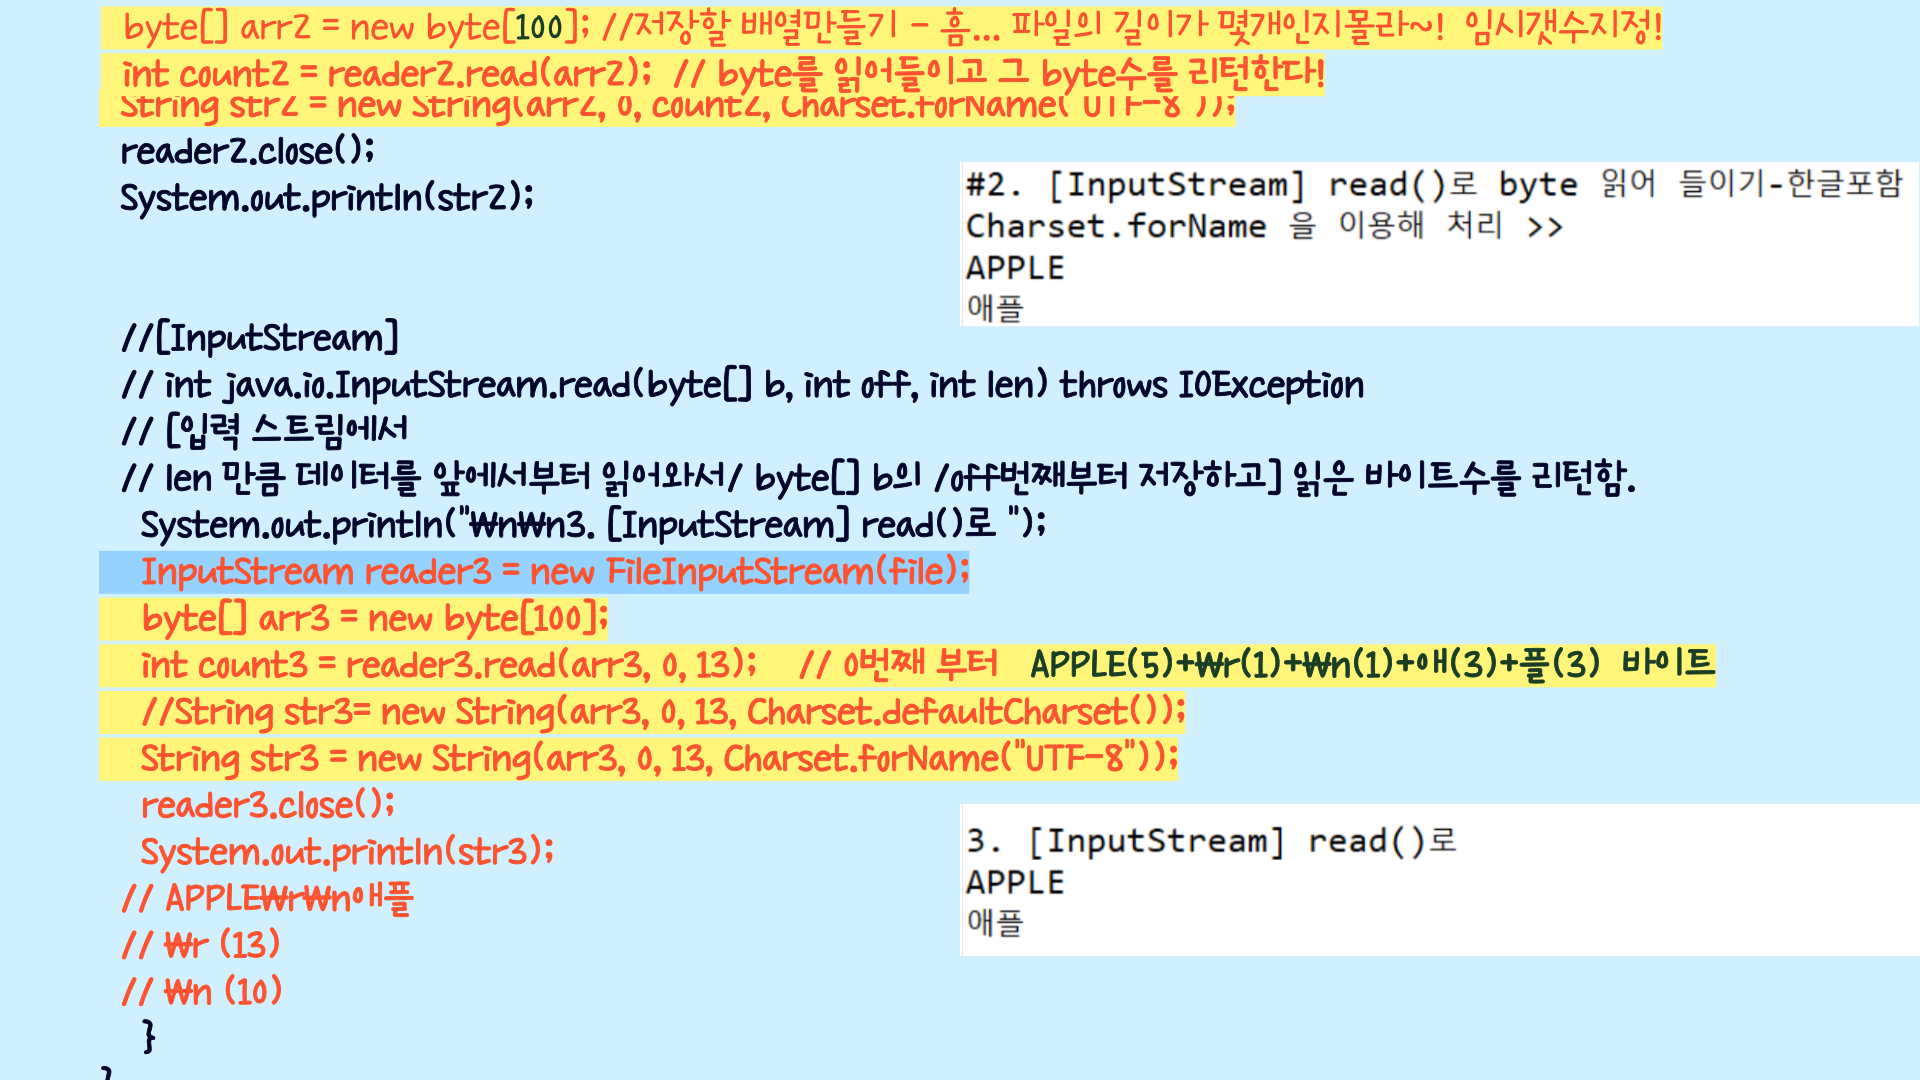 byte[] arr2 = new byte[100]; //저장할 배열만들기 - 흠... 파일의 길이가 몇개인지몰라~! 임시갯수지정!
int count2 = reader2.read(arr2); // byte를 읽어들이고 그 byte수를 리턴한다!
String str2 = new String(arr2, 0, count2, Charset.forName("UTF-8"));
reader2.close();
System.out.println(str2);
#2. [InputStream] read()로 byte 읽어 들이기-한글포함
Charset.forName 을 이용해 처리 >>
APPLE
애플
//[InputStream]
// int java.io.InputStream.read(byte[] b, int off, int len) throws IOException
// [입력 스트림에서
// len 만큼 데이터를 앞에서부터 읽어와서/ byte[] b의 /off번째부터 저장하고] 읽은 바이트수를 리턴함.
System.out.println("₩n₩n3. [InputStream] read()로 ");
InputStream reader3 = new FileInputStream(file);
byte[] arr3 = new byte[100];
int count3 = reader3.read(arr3, 0, 13); // 0번째 부터 APPLE(5)+₩r(1)+₩n(1)+애(3)+플(3) 바이트
//String str3= new String(arr3, 0, 13, Charset.defaultCharset());
String str3 = new String(arr3, 0, 13, Charset.forName("UTF-8"));
reader3.close();
System.out.println(str3);
// APPLE₩r₩n애플
// ₩r (13)
// ₩n (10)
}
}
3. [InputStream] read()로
APPLE
애플